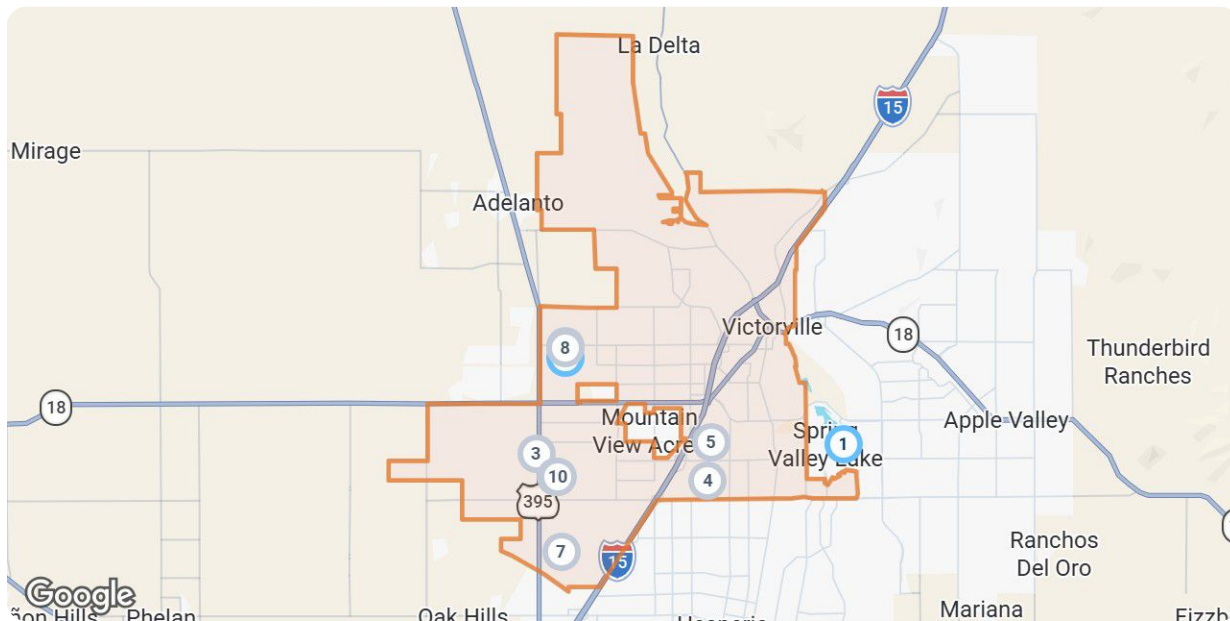 La Delta
15
Mirage
Adelanto
Victorville
18
8
Thunderbird
Ranches
18
Mountain
View Acre
5
Spring
Valley Lake
1
Apple Valley
3
10
4
395
7
15
Ranchos
Del Oro
Google
Phelan
Oak Hills
Mariana